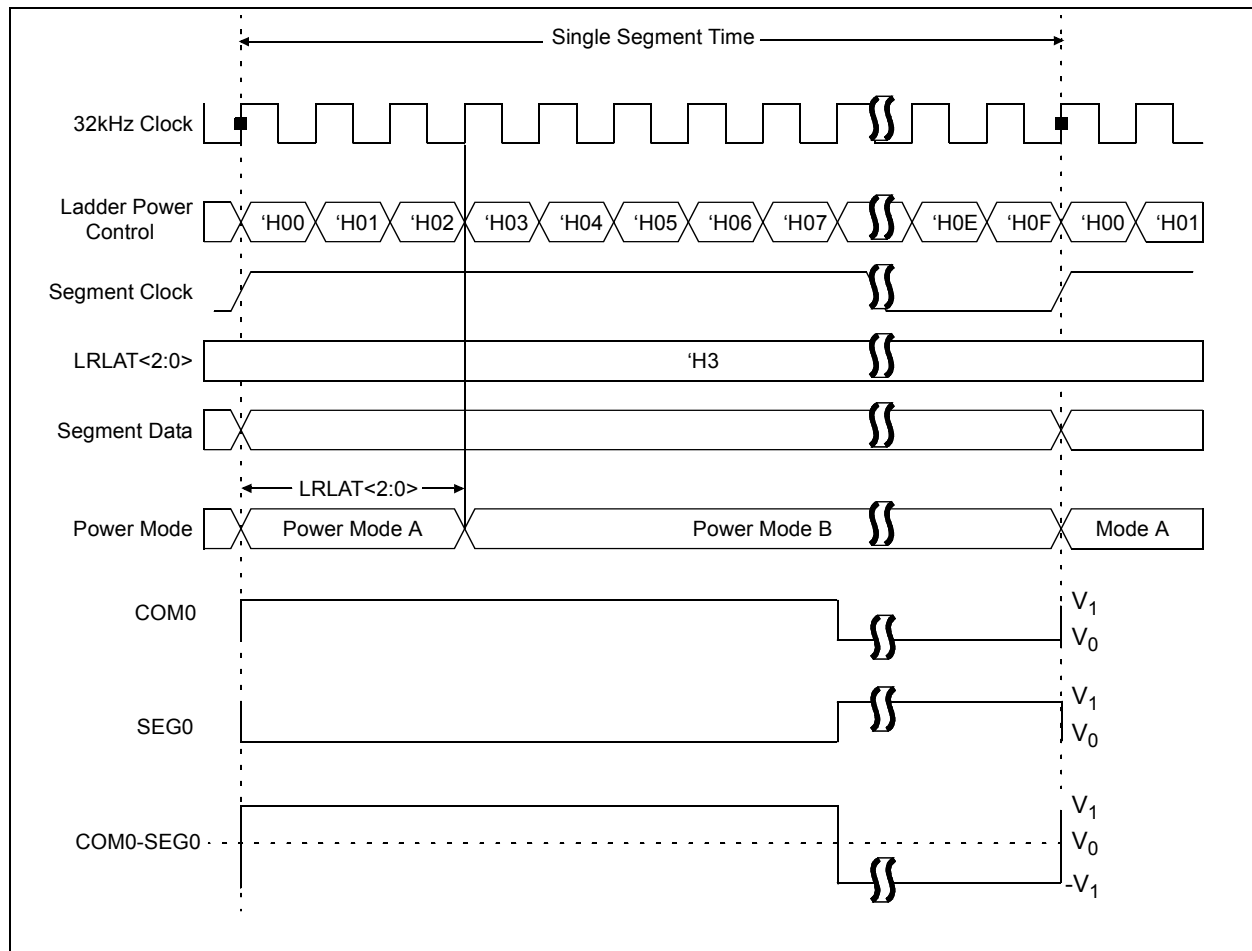 Single Segment Time
32kHz Clock
Ladder Power
Control
‘H00 ‘H01 ‘H02 ‘H03 ‘H04 ‘H05 ‘H06 ‘H07 ‘H0E ‘H0F ‘H00 ‘H01
Segment Clock
LRLAT<2:0>
‘H3
Segment Data
LRLAT<2:0>
Power Mode
Power Mode A Power Mode B Mode A
COM0
V1
V0
SEG0
V1
V0
COM0-SEG0
V1
V0
-V1